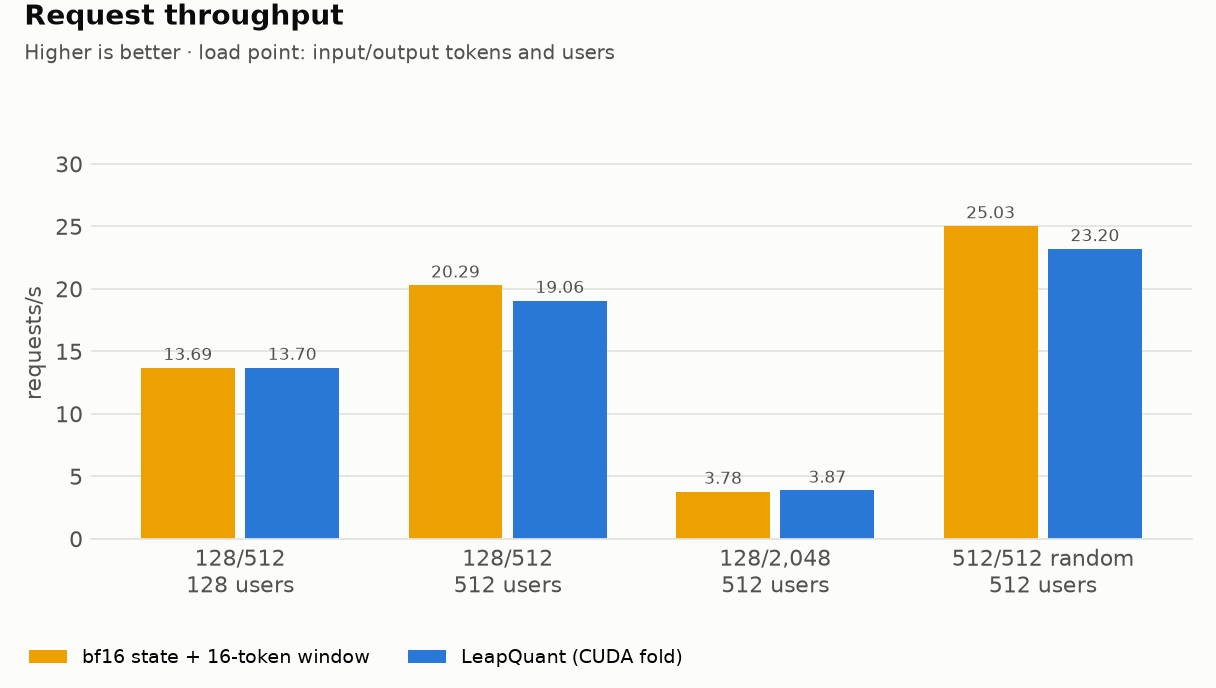 Request throughput
Higher is better · load point: input/output tokens and users
requests/s
30
25
20
15
10
5
0
13.69
13.70
20.29
19.06
3.78
3.87
25.03
23.20
128/512
128 users
128/512
512 users
128/2,048
512 users
512/512 random
512 users
bf16 state + 16-token window
LeapQuant (CUDA fold)